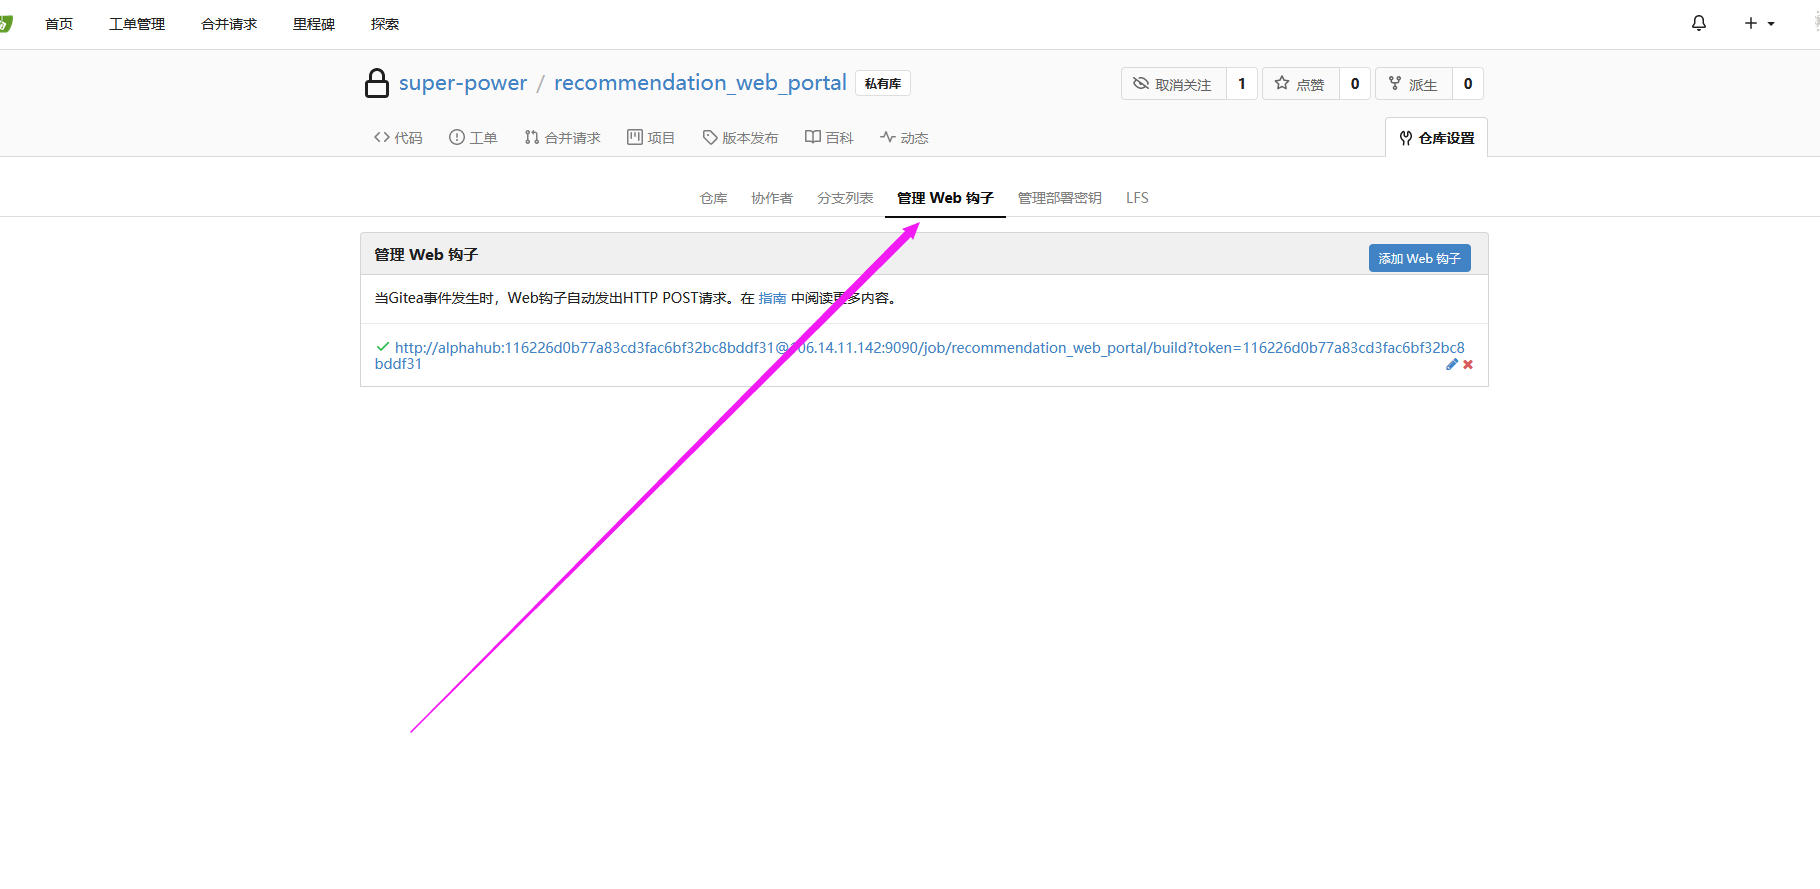 首页 工单管理 合并请求 里程碑 探索
super-power / recommendation_web_portal 私有库 取消关注 1 点赞 0 派生 0
代码 工单 合并请求 项目 版本发布 百科 动态 仓库设置
仓库 协作者 分支列表 管理 Web 钩子 管理部署密钥 LFS
管理 Web 钩子 添加 Web 钩子
当Gitea事件发生时，Web钩子自动发出HTTP POST请求。在 指南 中阅读更多内容。
http://alphahub:116226d0b77a83cd3fac6bf32bc8bddf31@106.14.11.142:9090/job/recommendation_web_portal/build?token=116226d0b77a83cd3fac6bf32bc8
bddf31